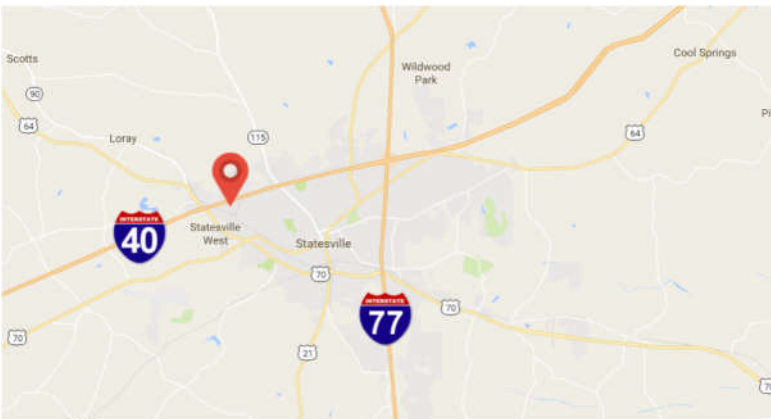 Scotts
Cool Springs
Wildwood
Park
90
64
Pi
64
Loray
115
INTERSTATE
40
Statesville
West
Statesville
70
INTERSTATE
77
70
70
21
70